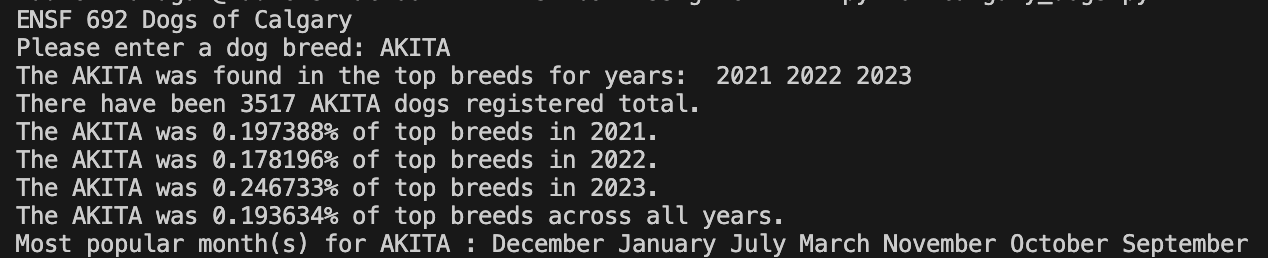 ENSF 692 Dogs of Calgary
Please enter a dog breed: AKITA
The AKITA was found in the top breeds for years:  2021 2022 2023
There have been 3517 AKITA dogs registered total.
The AKITA was 0.197388% of top breeds in 2021.
The AKITA was 0.178196% of top breeds in 2022.
The AKITA was 0.246733% of top breeds in 2023.
The AKITA was 0.193634% of top breeds across all years.
Most popular month(s) for AKITA : December January July March November October September